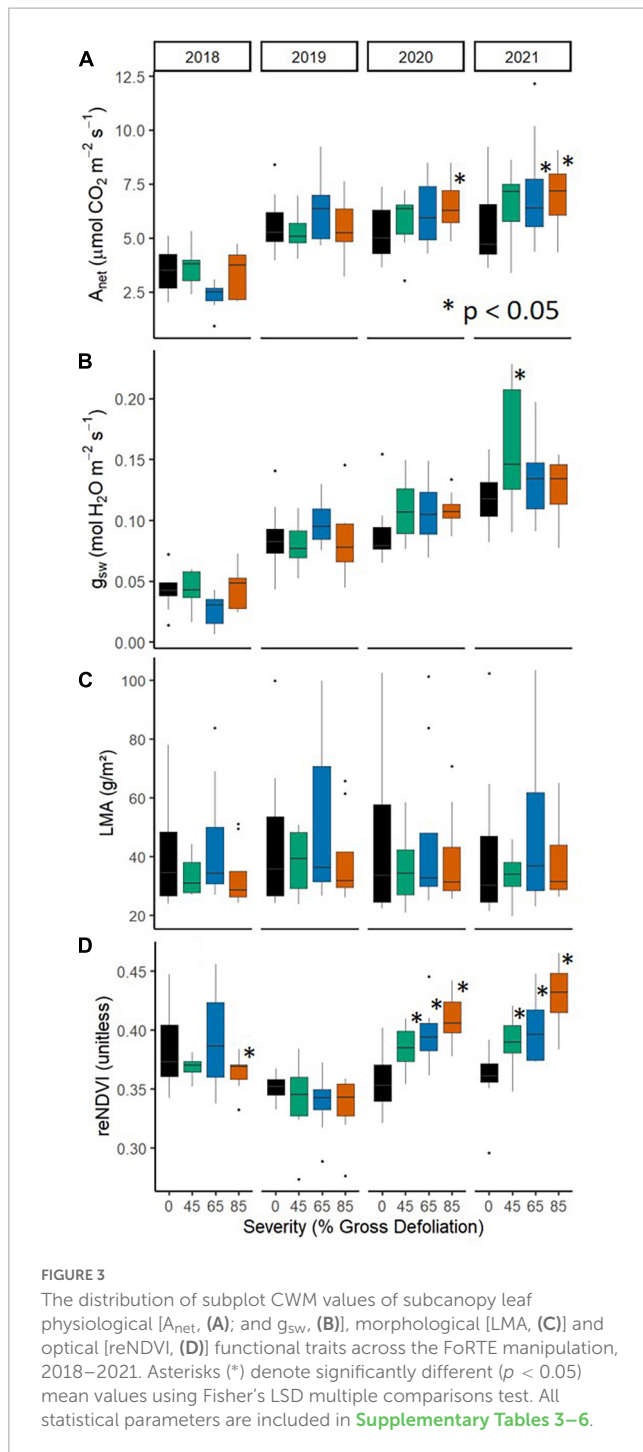 A
2018 2019 2020 2021
12.5
10.0
7.5
5.0
2.5
Anet (μmol CO2 m−2 s−1)
*
*
*
* p < 0.05
B
0.20
0.15
0.10
0.05
0.00
gsw (mol H2O m−2 s−1)
*
C
100
80
60
40
20
LMA (g/m²)
D
0.45
0.40
0.35
0.30
reNDVI (unitless)
*
* * *
* * *
0 45 65 85 0 45 65 85 0 45 65 85 0 45 65 85
Severity (% Gross Defoliation)
FIGURE 3
The distribution of subplot CWM values of subcanopy leaf
physiological [Anet, (A); and gsw, (B)], morphological [LMA, (C)] and
optical [reNDVI, (D)] functional traits across the FoRTE manipulation,
2018–2021. Asterisks (*) denote significantly different (p < 0.05)
mean values using Fisher's LSD multiple comparisons test. All
statistical parameters are included in Supplementary Tables 3–6.